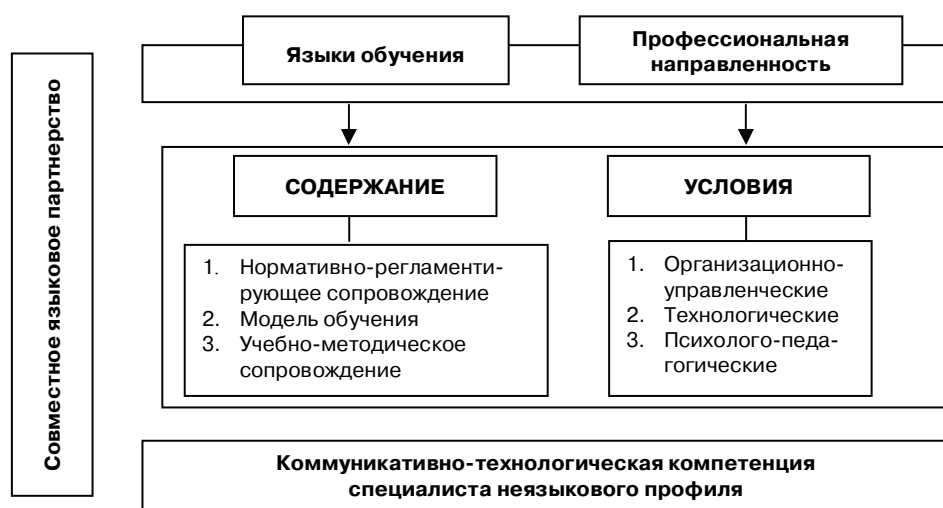 Совместное языковое партнерство
Языки обучения
Профессиональная
направленность
СОДЕРЖАНИЕ
1. Нормативно-регламенти-
рующее сопровождение
2. Модель обучения
3. Учебно-методическое
сопровождение
УСЛОВИЯ
1. Организационно-
управленческие
2. Технологические
3. Психолого-педа-
гогические
Коммуникативно-технологическая компетенция
специалиста неязыкового профиля